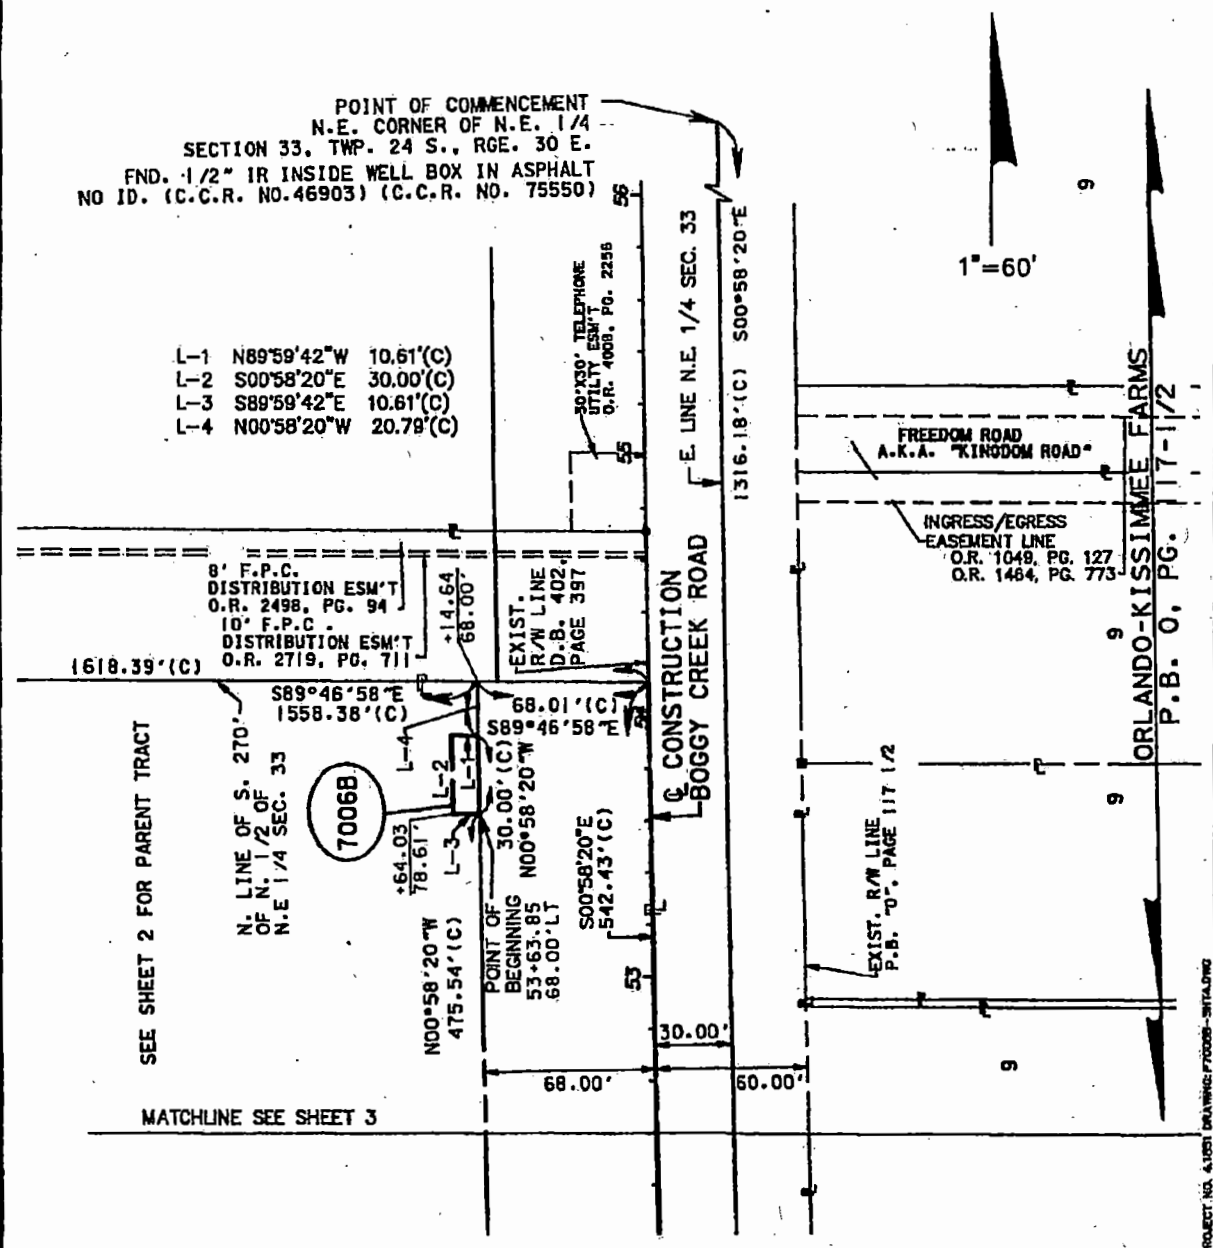 POINT OF COMMENCEMENT
N.E. CORNER OF N.E. 1/4
SECTION 33, TWP. 24 S., RGE. 30 E.
FND. 1/2" IR INSIDE WELL BOX IN ASPHALT
NO ID. (C.C.R. NO.46903) (C.C.R. NO. 75550)
1"=60'
L-1 N89°59'42"W 10.61'(C)
L-2 S00°58'20"E 30.00'(C)
L-3 S89°59'42"E 10.61'(C)
L-4 N00°58'20"W 20.79'(C)
56
30'X30' TELEPHONE
UTILTY ESM'T
O.R. 4008, PG. 2256
55
E. LINE N.E. 1/4 SEC. 33
1316.18'(C) S00°58'20"E
9
FREEDOM ROAD
A.K.A. "KINGDOM ROAD"
INGRESS/EGRESS
EASEMENT LINE
O.R. 1049, PG. 127
O.R. 1464, PG. 773
ORLANDO-KISSIMMEE FARMS
P.B. O, PG. 117-1/2
8' F.P.C.
DISTRIBUTION ESM'T
O.R. 2498, PG. 94
10' F.P.C.
DISTRIBUTION ESM'T
O.R. 2719, PG. 711
+14.64
68.00'
EXIST.
R/W LINE
D.B. 402,
PAGE 397
1618.39'(C)
S89°46'58"E
1558.38'(C)
68.01'(C)
S89°46'58"E
54
℄ CONSTRUCTION
BOGGY CREEK ROAD
9
9
SEE SHEET 2 FOR PARENT TRACT
N. LINE OF S. 270'
OF N. 1/2 OF
N.E 1/4 SEC. 33
7006B
L-4
L-2
L-1
L-3
+64.03
78.61'
30.00'(C)
N00°58'20"W
S00°58'20"E
542.43'(C)
N00°58'20"W
475.54'(C)
POINT OF
BEGINNING
53+63.85
68.00'LT
53
EXIST. R/W LINE
P.B. "O", PAGE 117 1/2
30.00'
68.00'
60.00'
9
MATCHLINE SEE SHEET 3